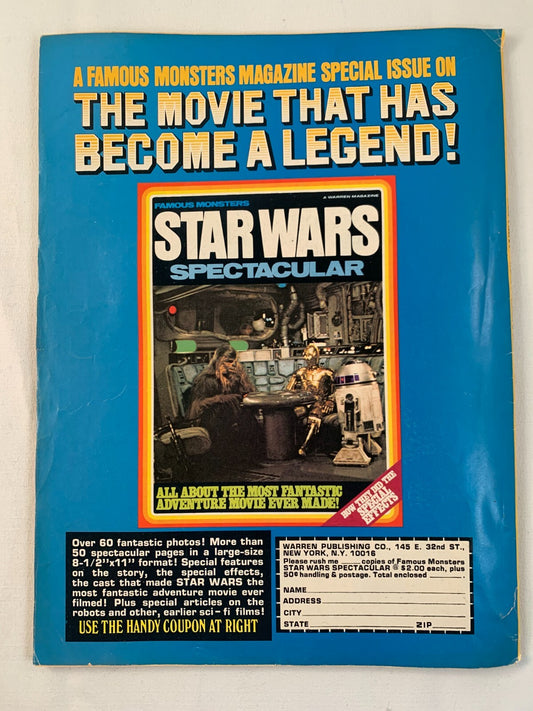 A FAMOUS MONSTERS MAGAZINE SPECIAL ISSUE ON
THE MOVIE THAT HAS
BECOME A LEGEND!
FAMOUS MONSTERS
A WARREN MAGAZINE
STAR WARS
SPECTACULAR
ALL ABOUT THE MOST FANTASTIC
ADVENTURE MOVIE EVER MADE!
HOW THEY DID THE
SPECIAL
EFFECTS
Over 60 fantastic photos! More than
50 spectacular pages in a large-size
8-1/2"x11" format! Special features
on the story, the special effects,
the cast that made STAR WARS the
most fantastic adventure movie ever
filmed! Plus special articles on the
robots and other, earlier sci-fi films!
USE THE HANDY COUPON AT RIGHT
WARREN PUBLISHING CO., 145 E. 32nd ST.,
NEW YORK, N.Y. 10016
Please rush me ____ copies of Famous Monsters
STAR WARS SPECTACULAR @ $2.00 each, plus
50¢ handling & postage. Total enclosed ____.
NAME
ADDRESS
CITY
STATE ZIP